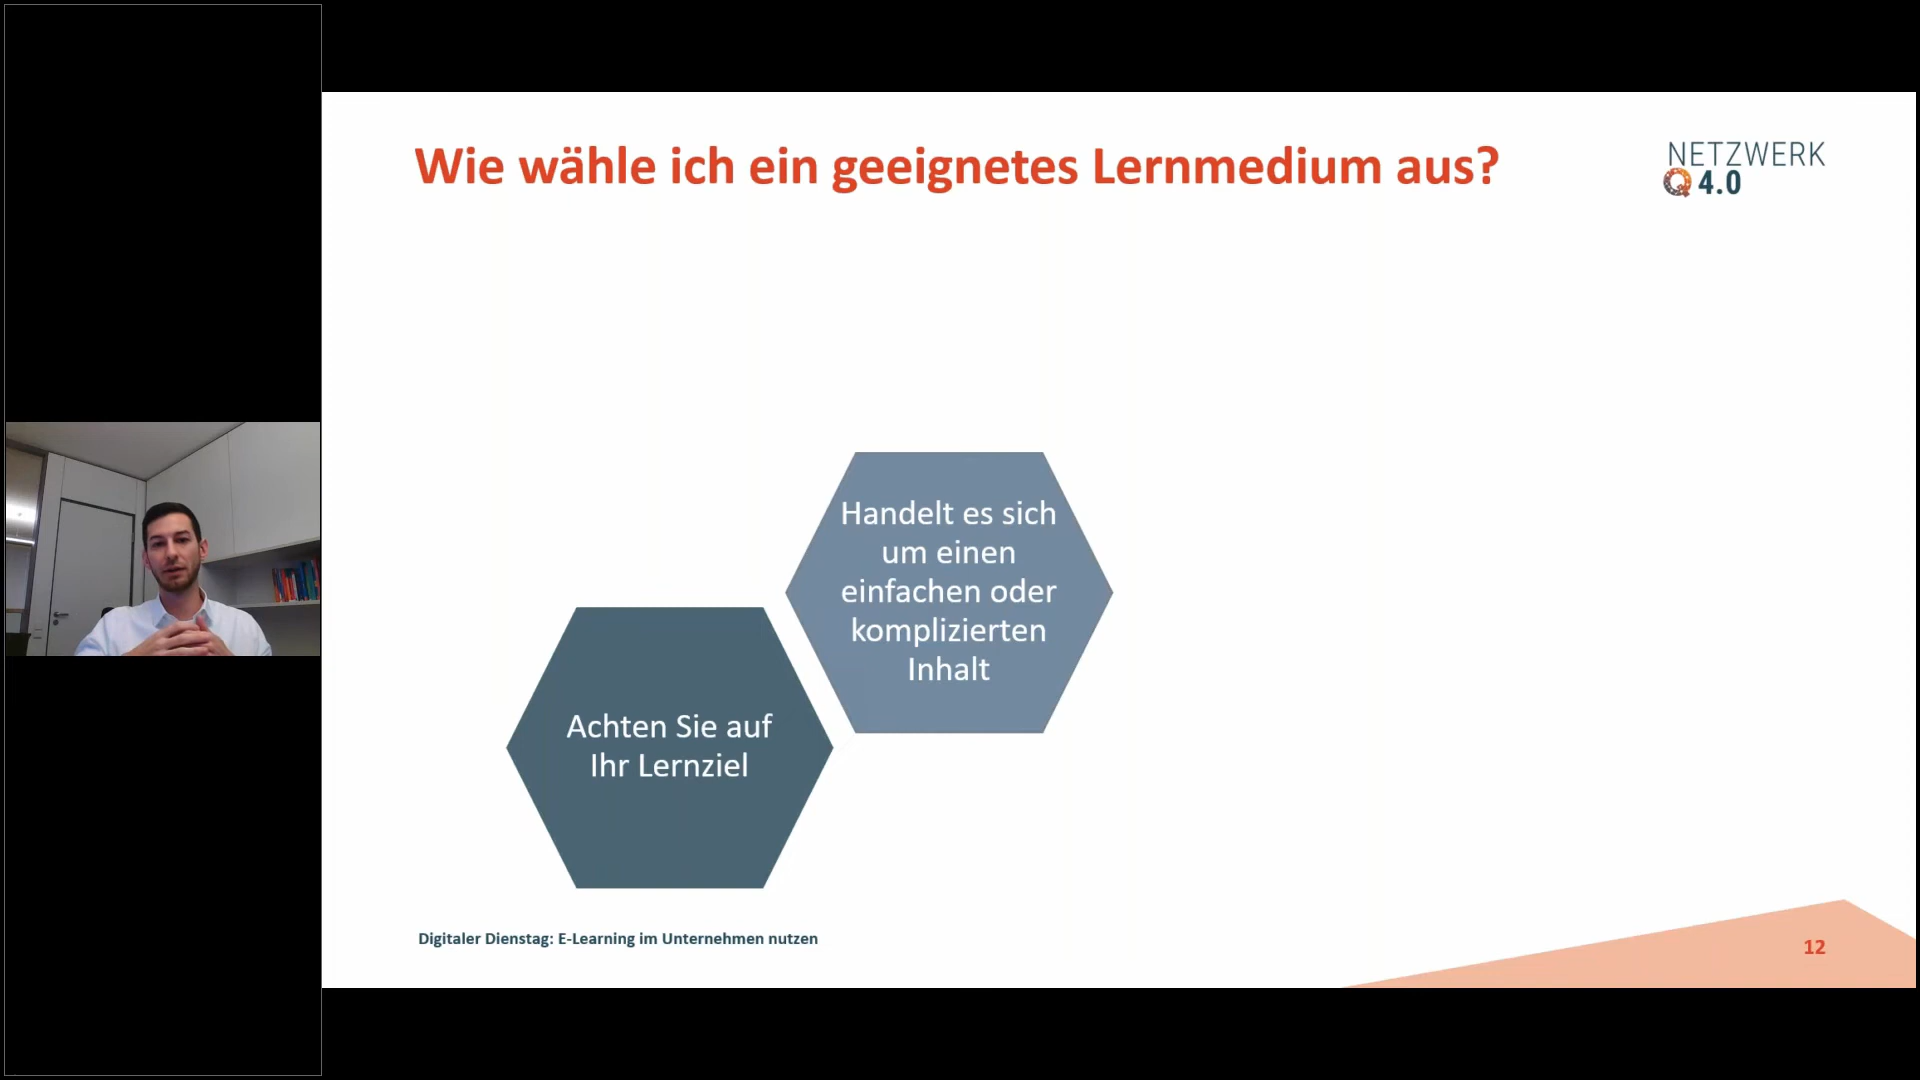 Wie wähle ich ein geeignetes Lernmedium aus?
NETZWERK
Q 4.0
Handelt es sich
um einen
einfachen oder
komplizierten
Inhalt
Achten Sie auf
Ihr Lernziel
Digitaler Dienstag: E-Learning im Unternehmen nutzen
12